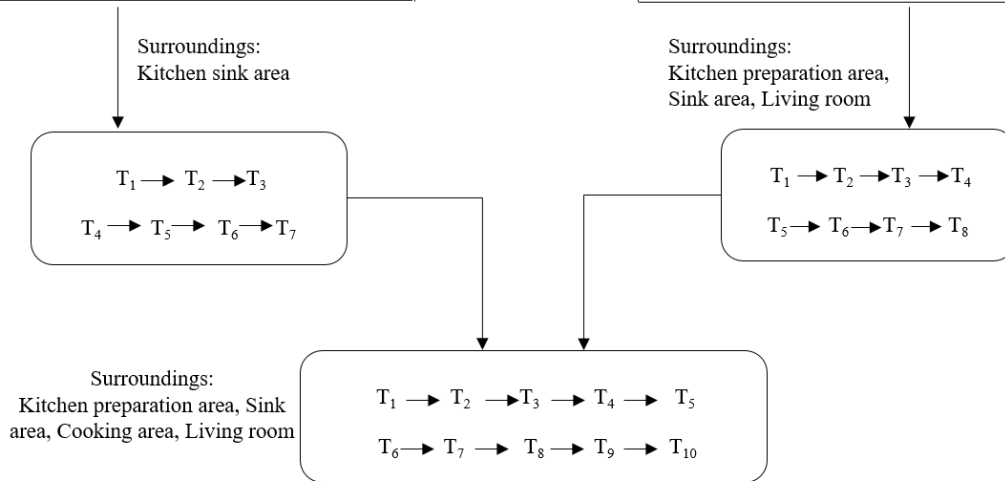 Surroundings:
Kitchen sink area
Surroundings:
Kitchen preparation area,
Sink area, Living room
T₁ → T₂ → T₃
T₄ → T₅ → T₆ → T₇
T₁ → T₂ → T₃ → T₄
T₅ → T₆ → T₇ → T₈
Surroundings:
Kitchen preparation area, Sink
area, Cooking area, Living room
T₁ → T₂ → T₃ → T₄ → T₅
T₆ → T₇ → T₈ → T₉ → T₁₀